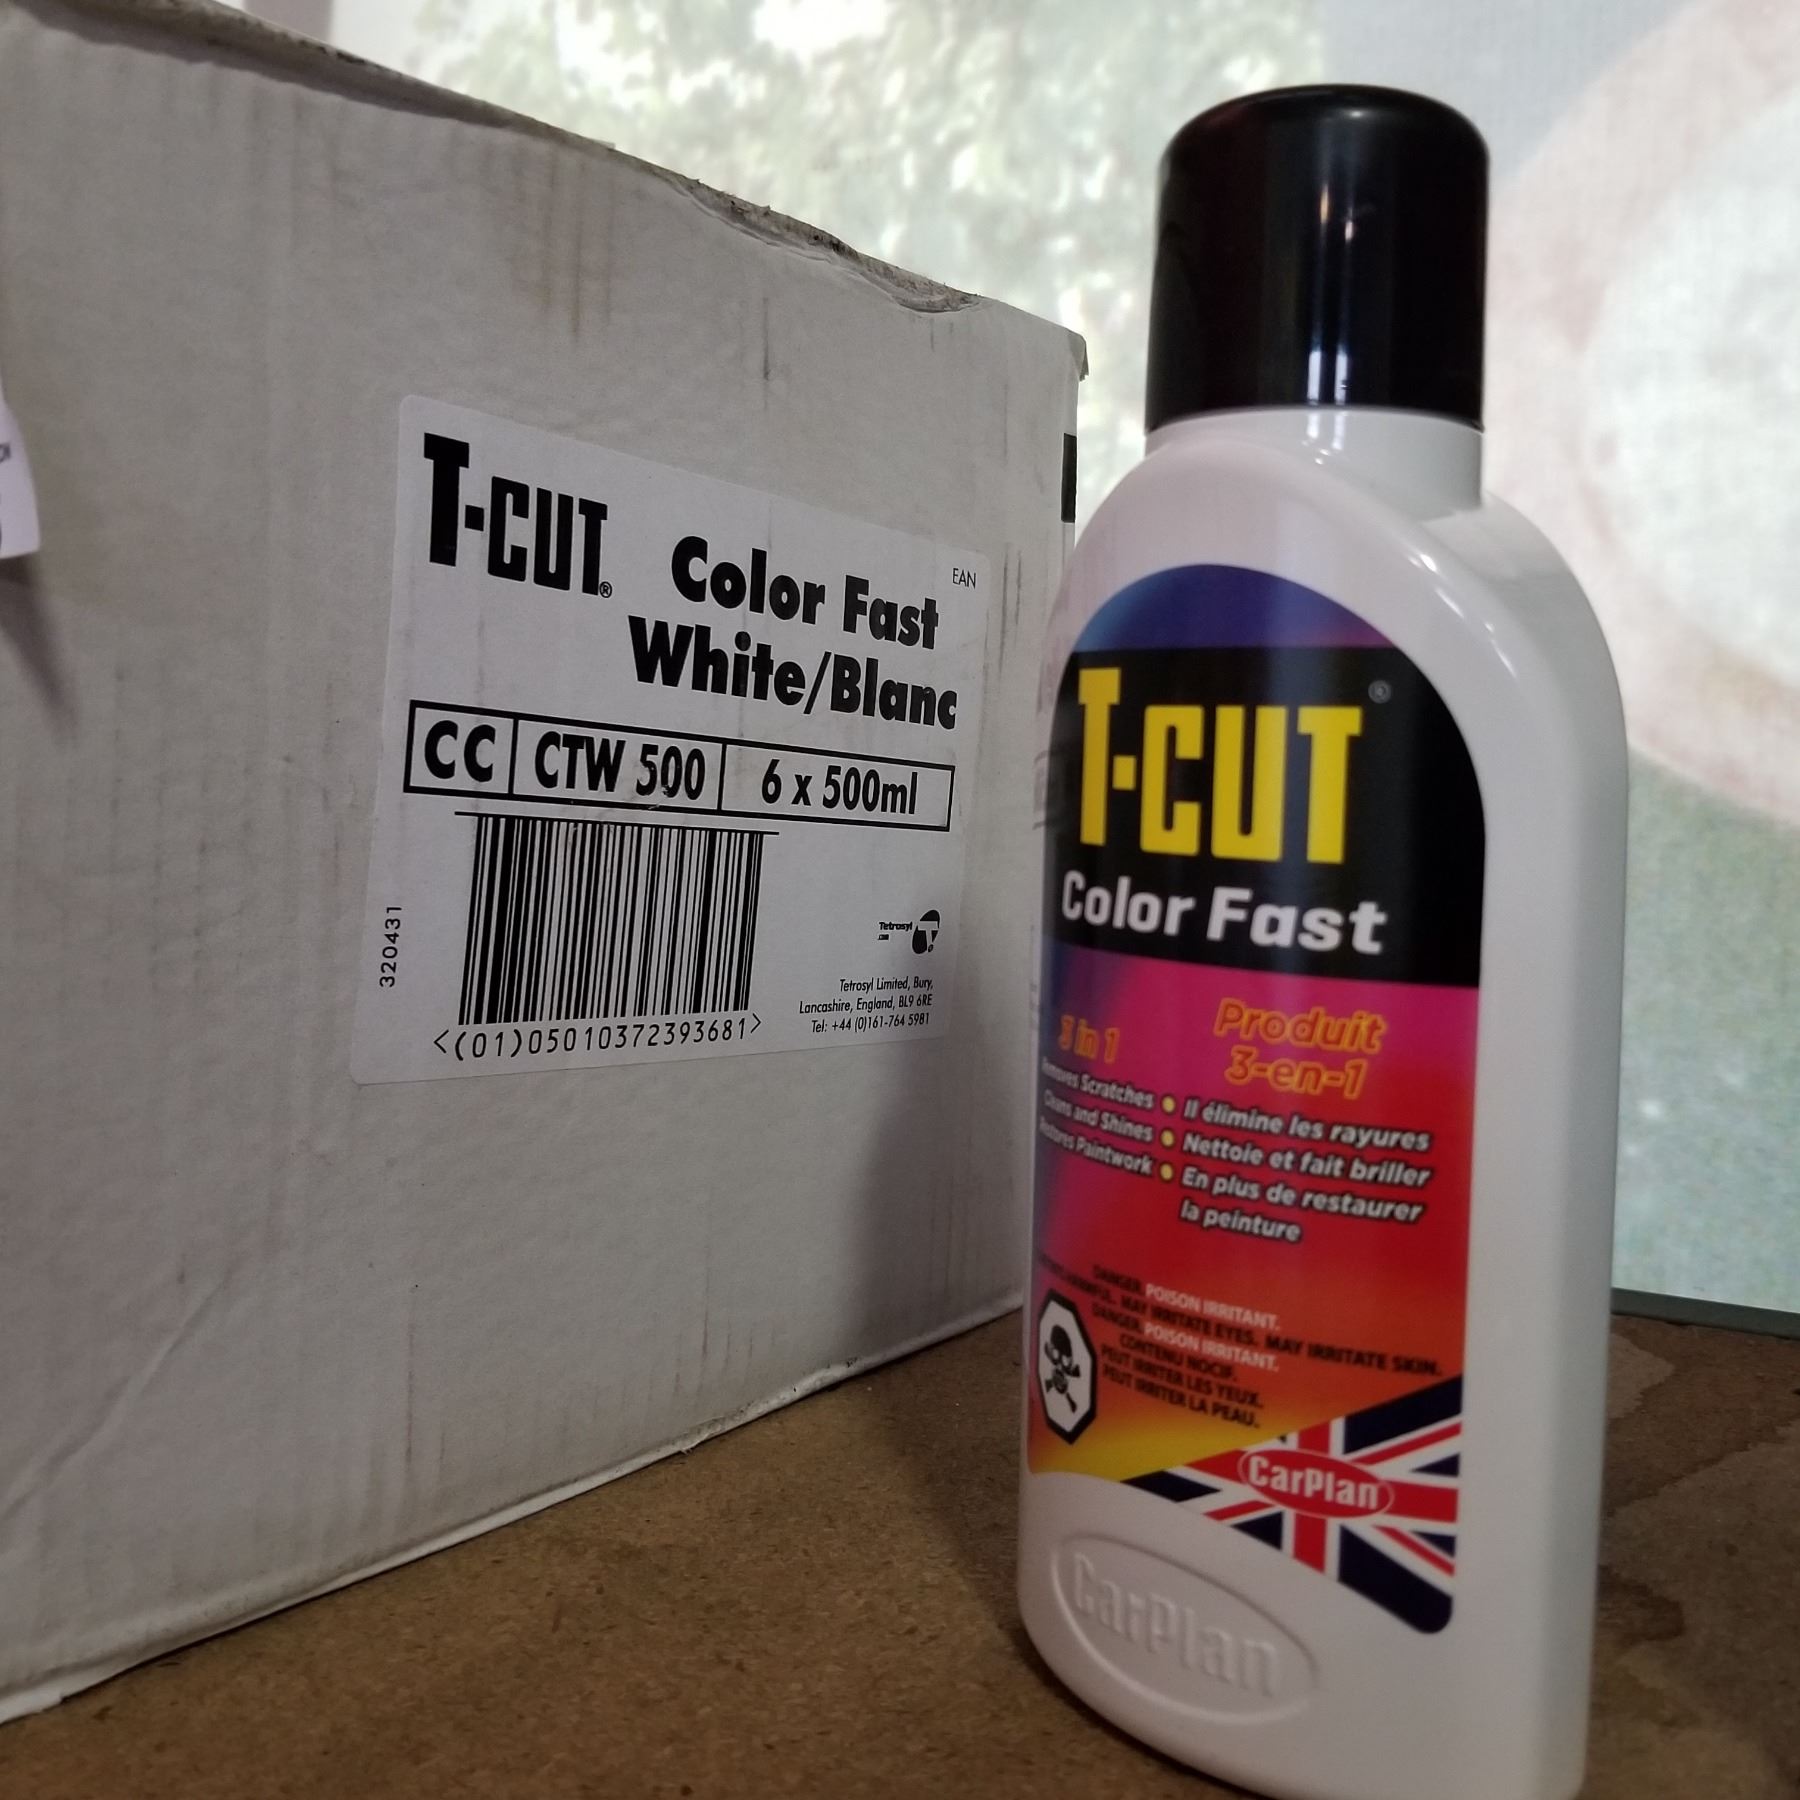 T-CUT®
Color Fast
White/Blanc
EAN
CC CTW 500 6 x 500ml
320431
<(01)05010372393681>
Tetrosyl
.com
Tetrosyl Limited, Bury,
Lancashire, England, BL9 6RE
Tel: +44 (0)161-764 5981
T-CUT®
Color Fast
3 in 1
Removes Scratches
Cleans and Shines
Restores Paintwork
Produit
3-en-1
• Il élimine les rayures
• Nettoie et fait briller
• En plus de restaurer
la peinture
DANGER. POISON IRRITANT.
HARMFUL. MAY IRRITATE EYES. MAY IRRITATE SKIN.
DANGER. POISON IRRITANT.
CONTENU NOCIF.
PEUT IRRITER LES YEUX.
PEUT IRRITER LA PEAU.
CarPlan
CarPlan